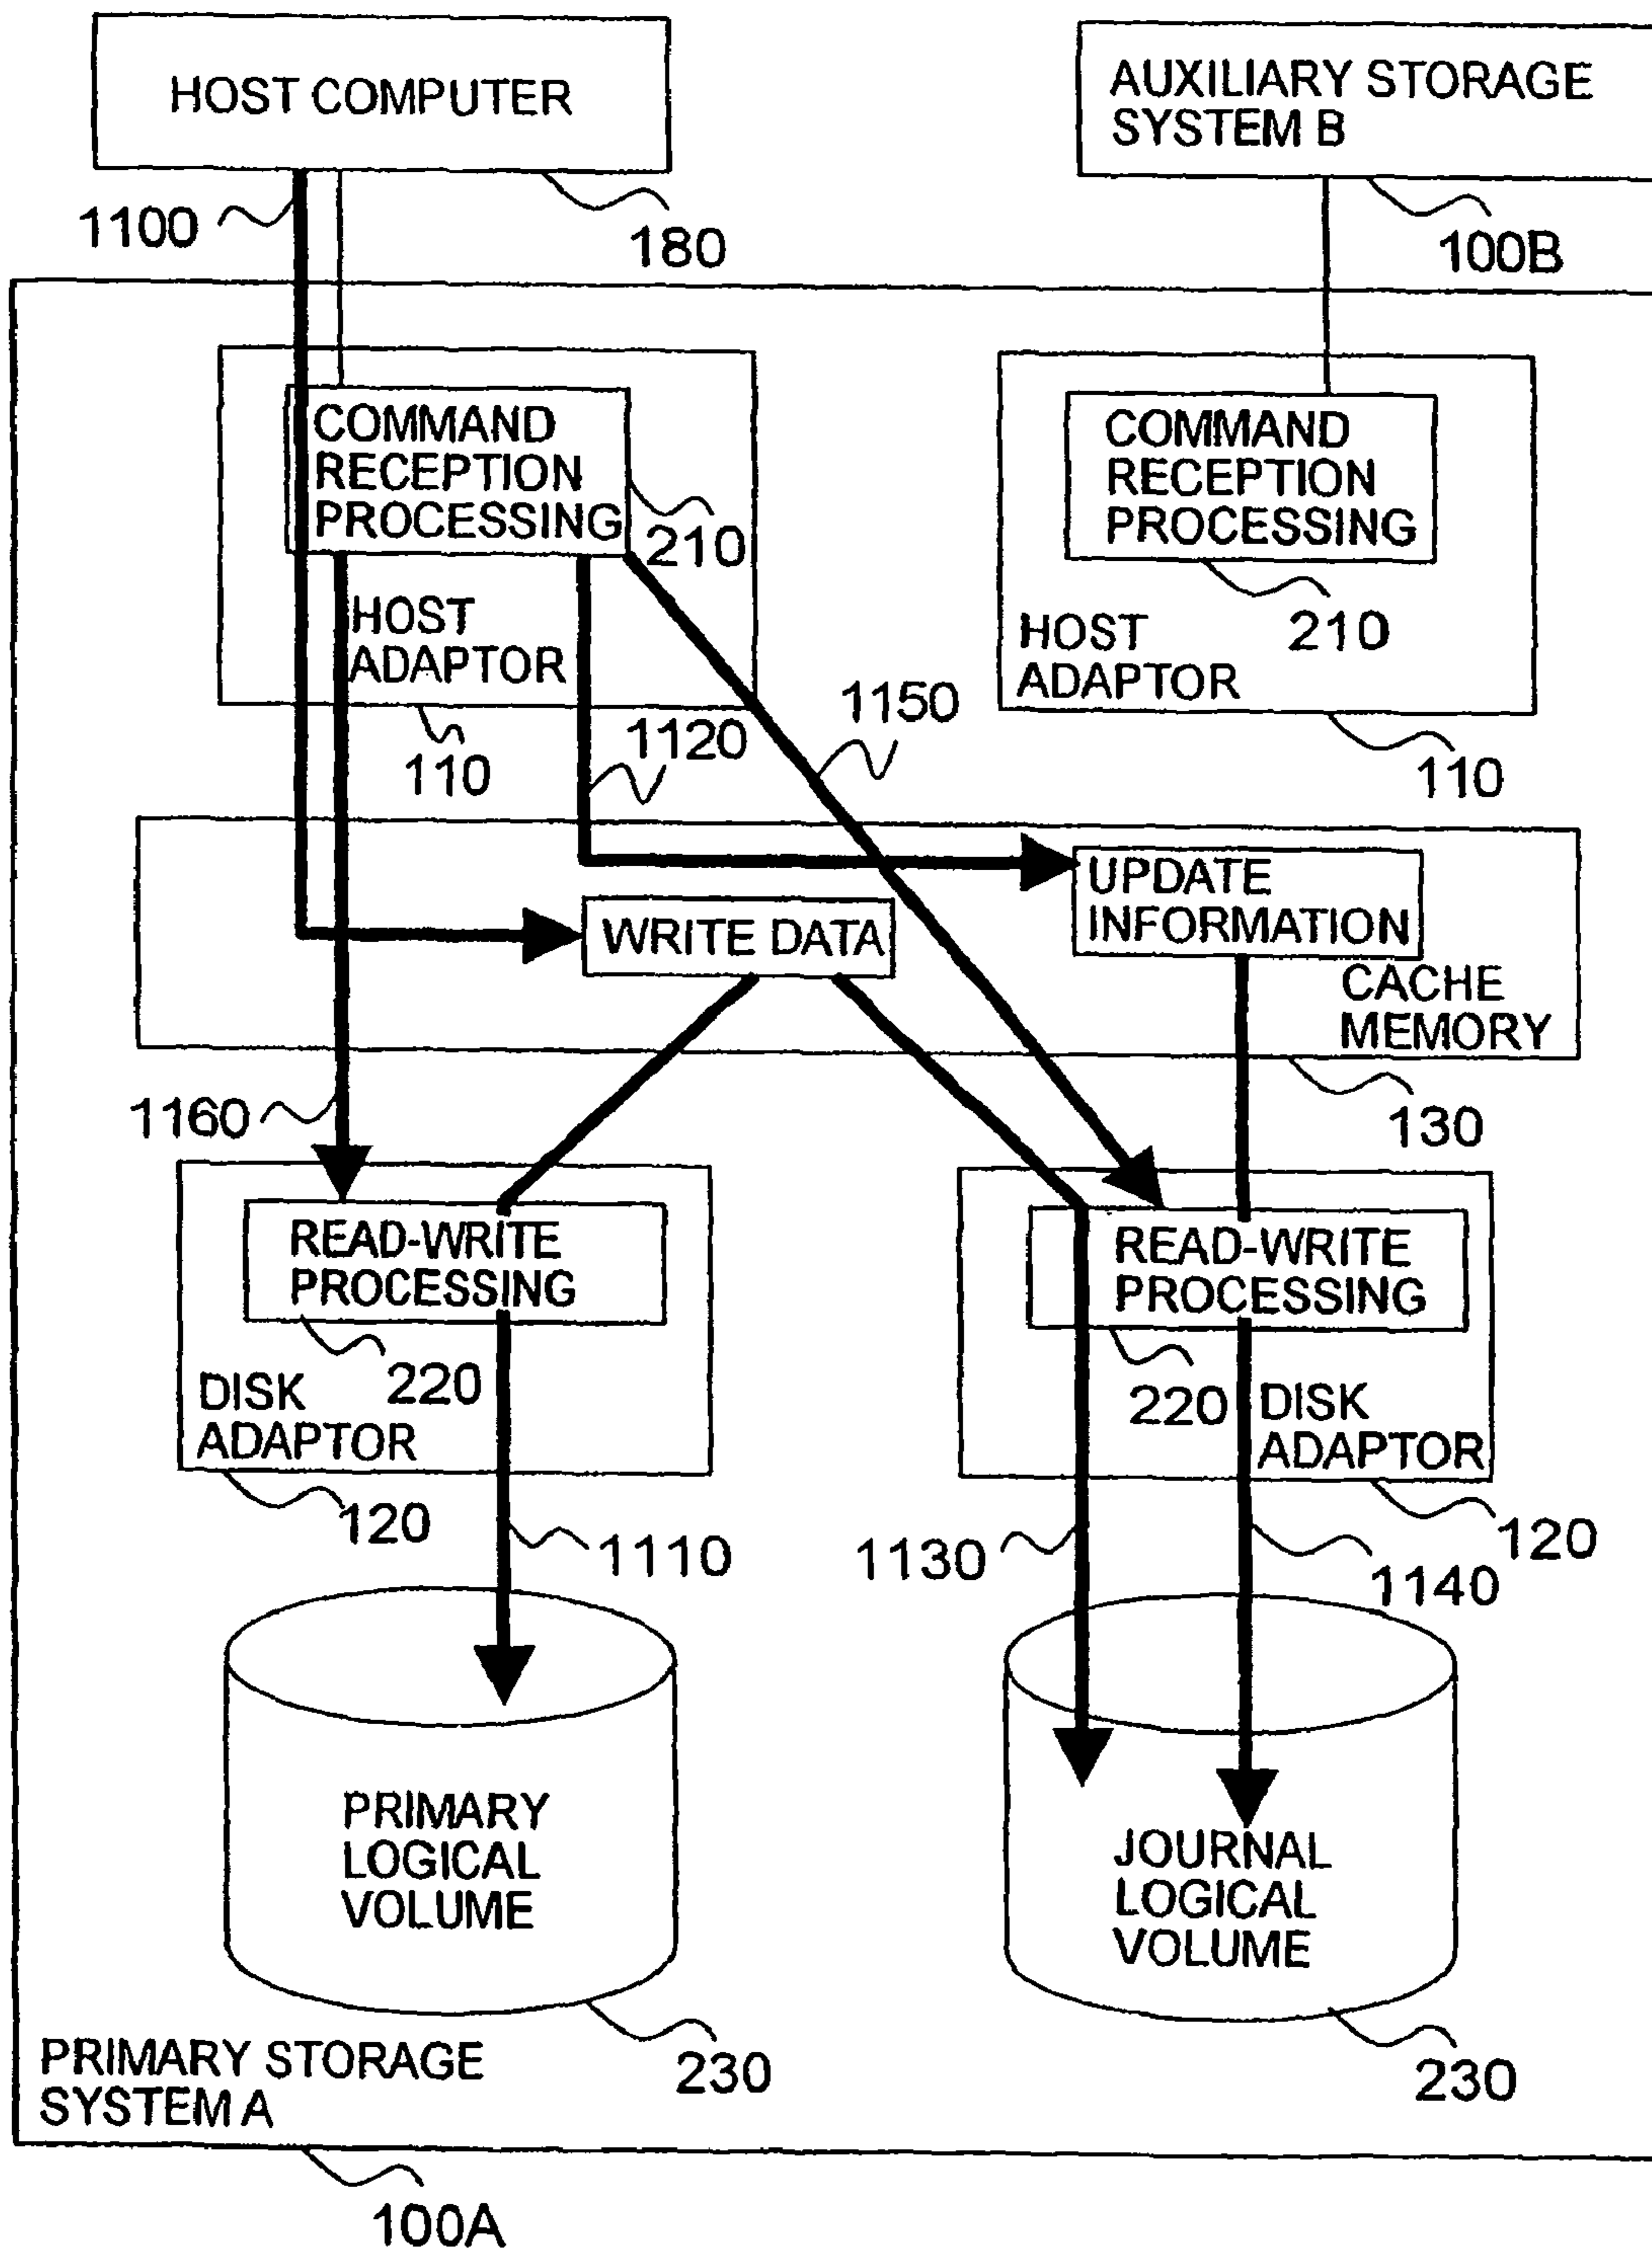 HOST COMPUTER
AUXILIARY STORAGE
SYSTEM B
1100
180
100B
COMMAND
RECEPTION
PROCESSING
210
HOST
ADAPTOR
110
COMMAND
RECEPTION
PROCESSING
210
HOST
ADAPTOR
110
1120
1150
UPDATE
INFORMATION
WRITE DATA
CACHE
MEMORY
130
1160
READ-WRITE
PROCESSING
220
DISK
ADAPTOR
120
1110
READ-WRITE
PROCESSING
220
DISK
ADAPTOR
120
1130
1140
PRIMARY
LOGICAL
VOLUME
230
JOURNAL
LOGICAL
VOLUME
230
PRIMARY STORAGE
SYSTEM A
100A